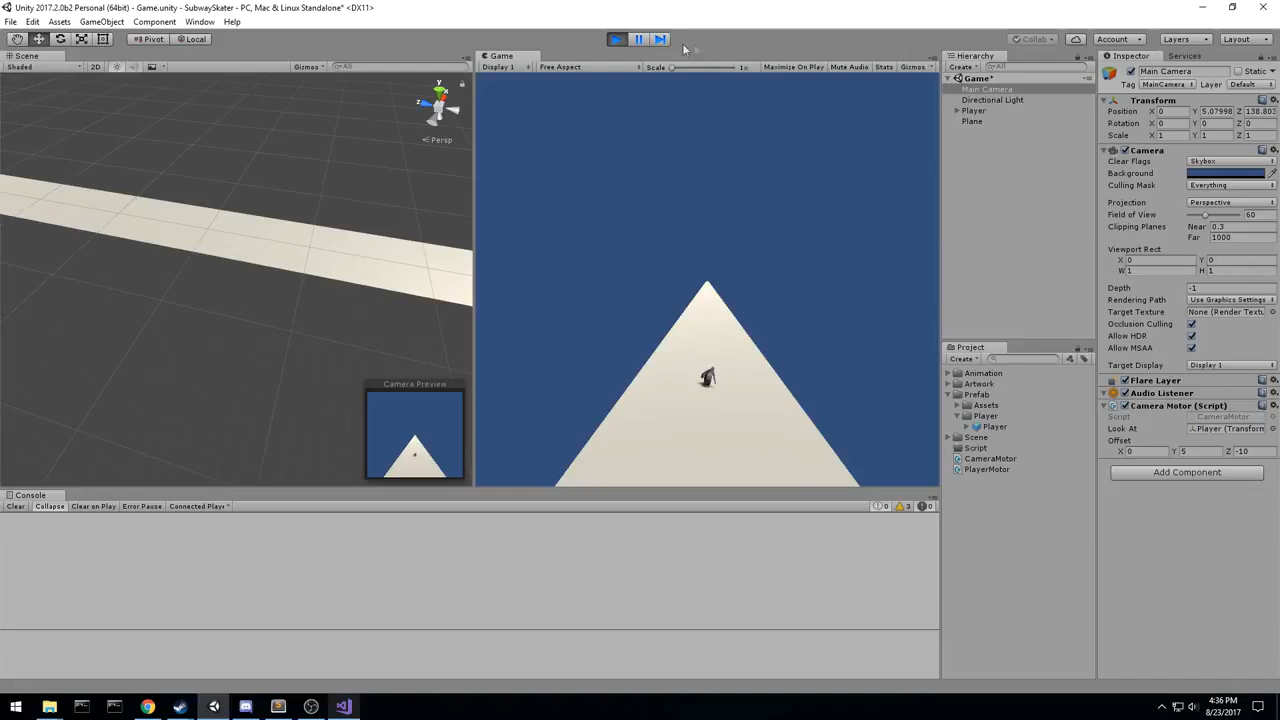 Unity 2017.2.0b2 Personal (64bit) - Game.unity - SubwaySkater - PC, Mac & Linux Standalone* <DX11>
File Edit Assets GameObject Component Window Help
Pivot Local Collab Account Layers Layout
Scene Game Hierarchy Inspector Services
Shaded 2D Gizmos All Display 1 Free Aspect Scale 1x Maximize On Play Mute Audio Stats Gizmos Create All Main Camera Static
Game*
Tag MainCamera Layer Default
Main Camera
Directional Light
Player
Plane
y
x
z
Persp
Transform
Position X 0 Y 5.07998 Z 138.803
Rotation X 0 Y 0 Z 0
Scale X 1 Y 1 Z 1
Camera
Clear Flags Skybox
Background
Culling Mask Everything
Projection Perspective
Field of View 60
Clipping Planes Near 0.3
Far 1000
Viewport Rect
X 0 Y 0
W 1 H 1
Depth -1
Rendering Path Use Graphics Settings
Target Texture None (Render Textu
Occlusion Culling
Allow HDR
Allow MSAA
Target Display Display 1
Flare Layer
Audio Listener
Camera Motor (Script)
Script CameraMotor
Look At Player (Transform
Offset
X 0 Y 5 Z -10
Add Component
Project
Create
Animation
Artwork
Prefab
Assets
Player
Player
Scene
Script
CameraMotor
PlayerMotor
Camera Preview
Console
Clear Collapse Clear on Play Error Pause Connected Playe 0 3 0
4:36 PM
8/23/2017